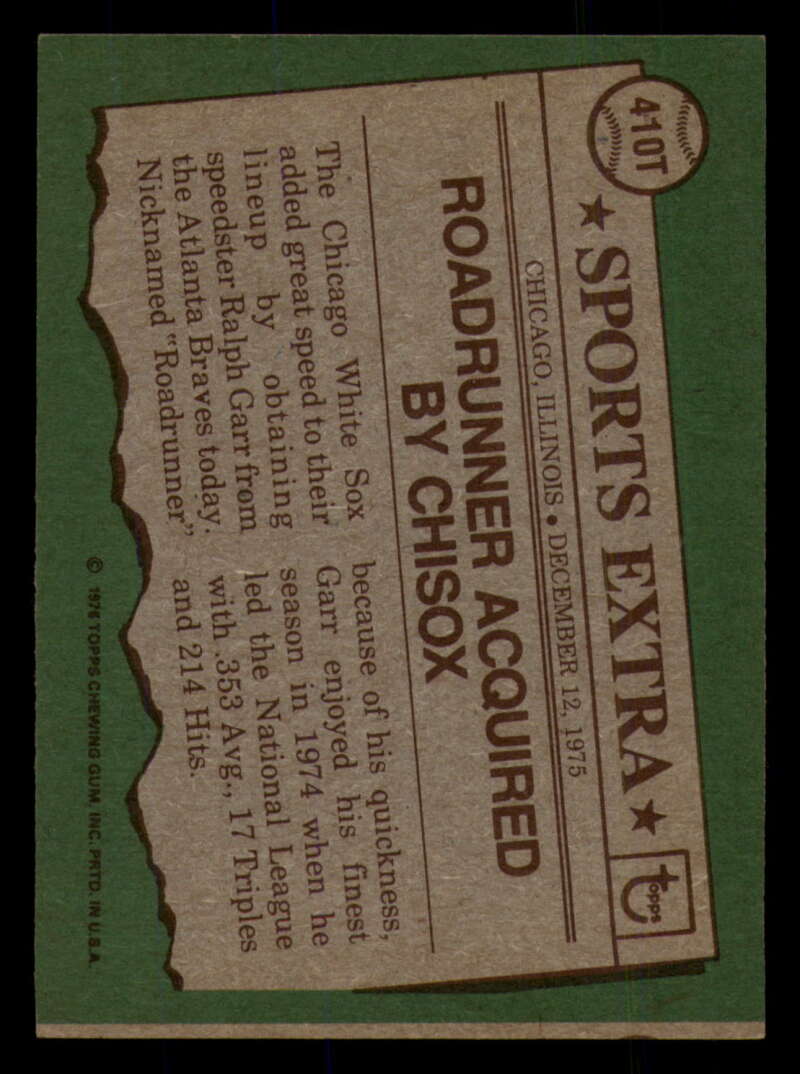 410T
★ SPORTS EXTRA ★
topps
CHICAGO, ILLINOIS • DECEMBER 12, 1975
ROADRUNNER ACQUIRED
BY CHISOX
The Chicago White Sox
added great speed to their
lineup by obtaining
speedster Ralph Garr from
the Atlanta Braves today.
Nicknamed "Roadrunner"
because of his quickness,
Garr enjoyed his finest
season in 1974 when he
led the National League
with .353 Avg., 17 Triples
and 214 Hits.
© 1976 TOPPS CHEWING GUM, INC. PRTD. IN U.S.A.